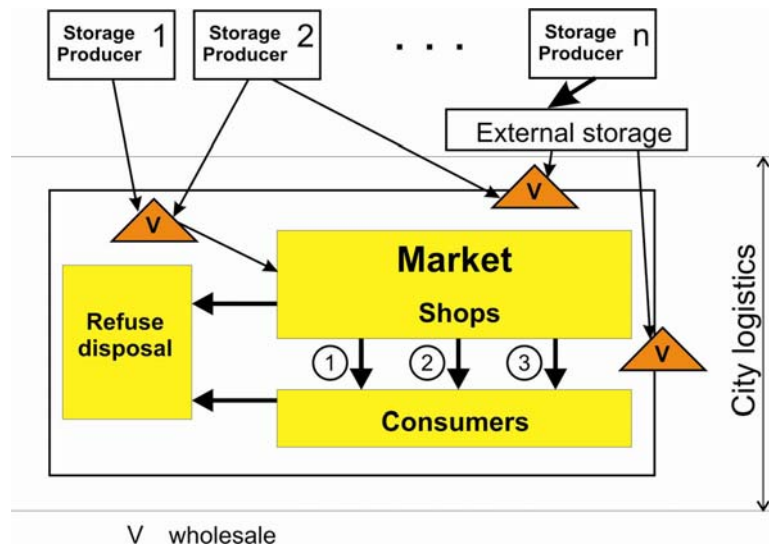 Storage
Producer 1
Storage
Producer 2
. . .
Storage
Producer n
External storage
V
V
Market
Shops
Refuse
disposal
V
1
2
3
Consumers
City logistics
V wholesale